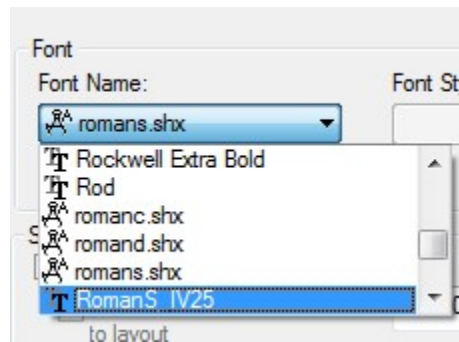 Font
Font Name:
Font St
romans.shx
Rockwell Extra Bold
Rod
romanc.shx
romand.shx
romans.shx
RomanS_IV25
to layout